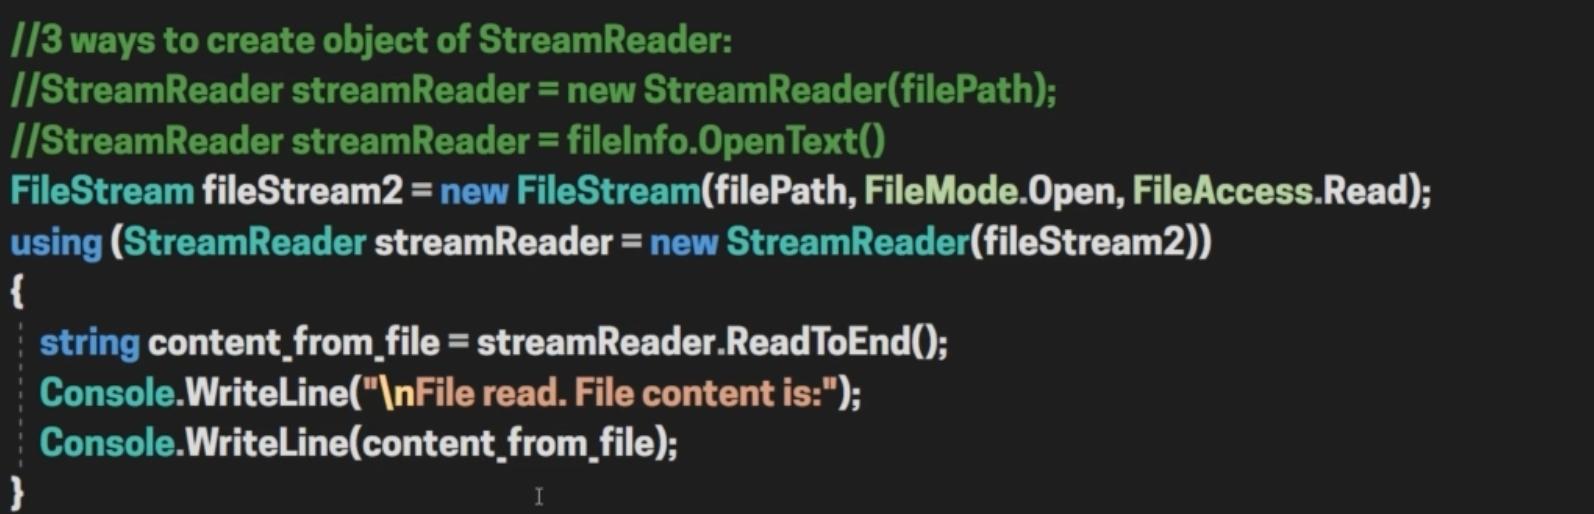 //3 ways to create object of StreamReader:
//StreamReader streamReader = new StreamReader(filePath);
//StreamReader streamReader = fileInfo.OpenText()
FileStream fileStream2 = new FileStream(filePath, FileMode.Open, FileAccess.Read);
using (StreamReader streamReader = new StreamReader(fileStream2))
{
    string content_from_file = streamReader.ReadToEnd();
    Console.WriteLine("\nFile read. File content is:");
    Console.WriteLine(content_from_file);
}